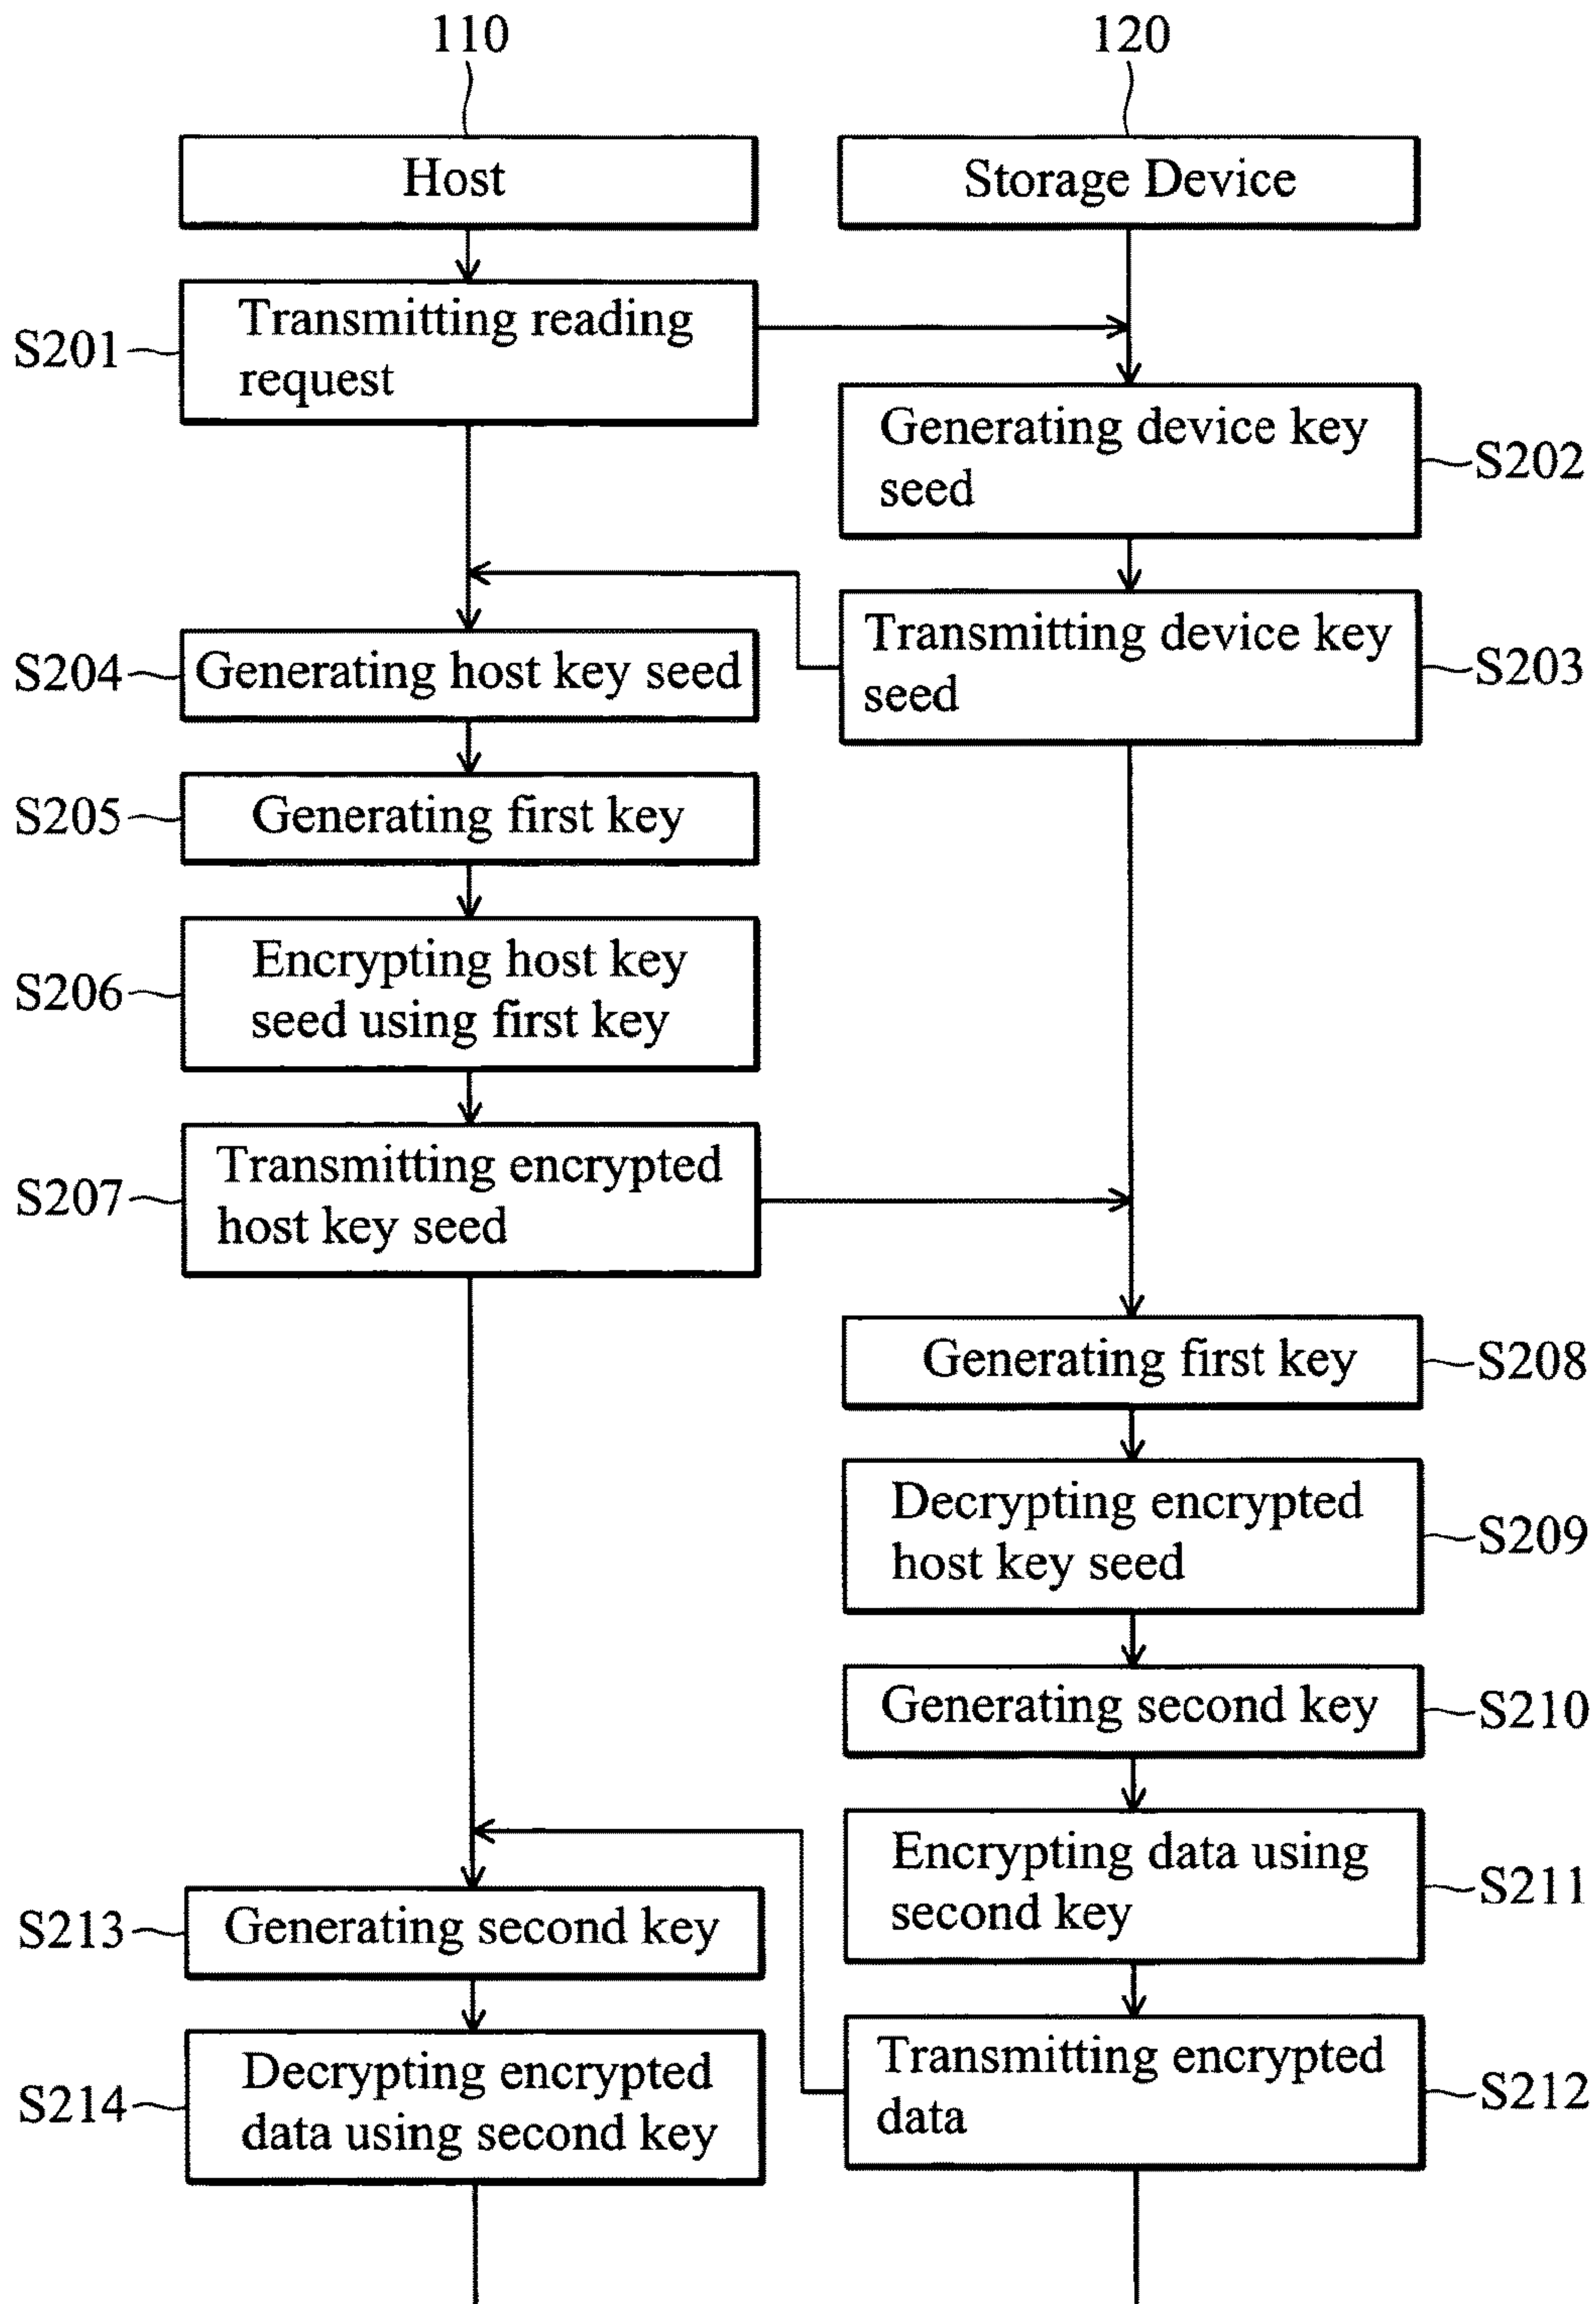 110
120
Host
Storage Device
S201
Transmitting reading
request
Generating device key
seed
S202
Transmitting device key
seed
S203
S204
Generating host key seed
S205
Generating first key
S206
Encrypting host key
seed using first key
S207
Transmitting encrypted
host key seed
Generating first key
S208
Decrypting encrypted
host key seed
S209
Generating second key
S210
Encrypting data using
second key
S211
S213
Generating second key
Transmitting encrypted
data
S212
S214
Decrypting encrypted
data using second key